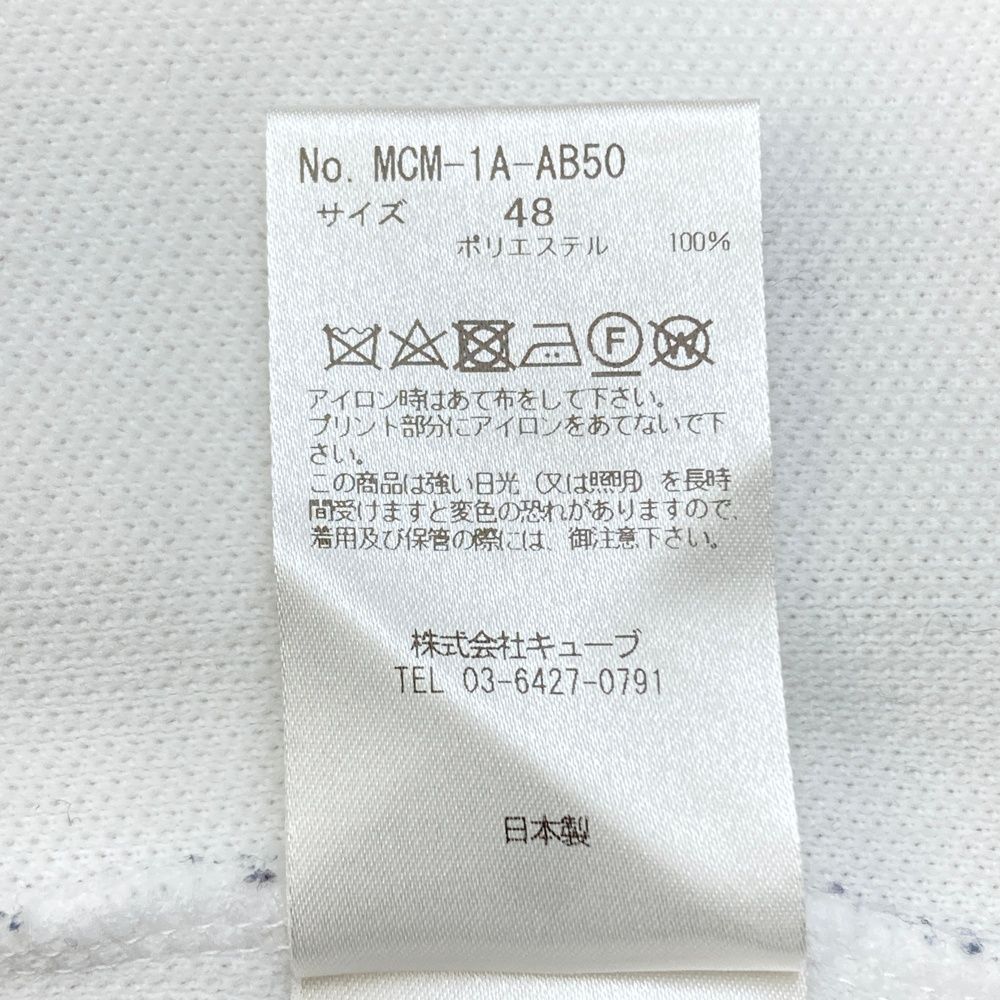 No. MCM-1A-AB50
サイズ 48
ポリエステル 100%
F W
アイロン時はあて布をして下さい。
プリント部分にアイロンをあてないで下
さい。
この商品は強い日光（又は照明）を長時
間受けますと変色の恐れがありますので、
着用及び保管の際には、御注意下さい。
株式会社キューブ
TEL 03-6427-0791
日本製